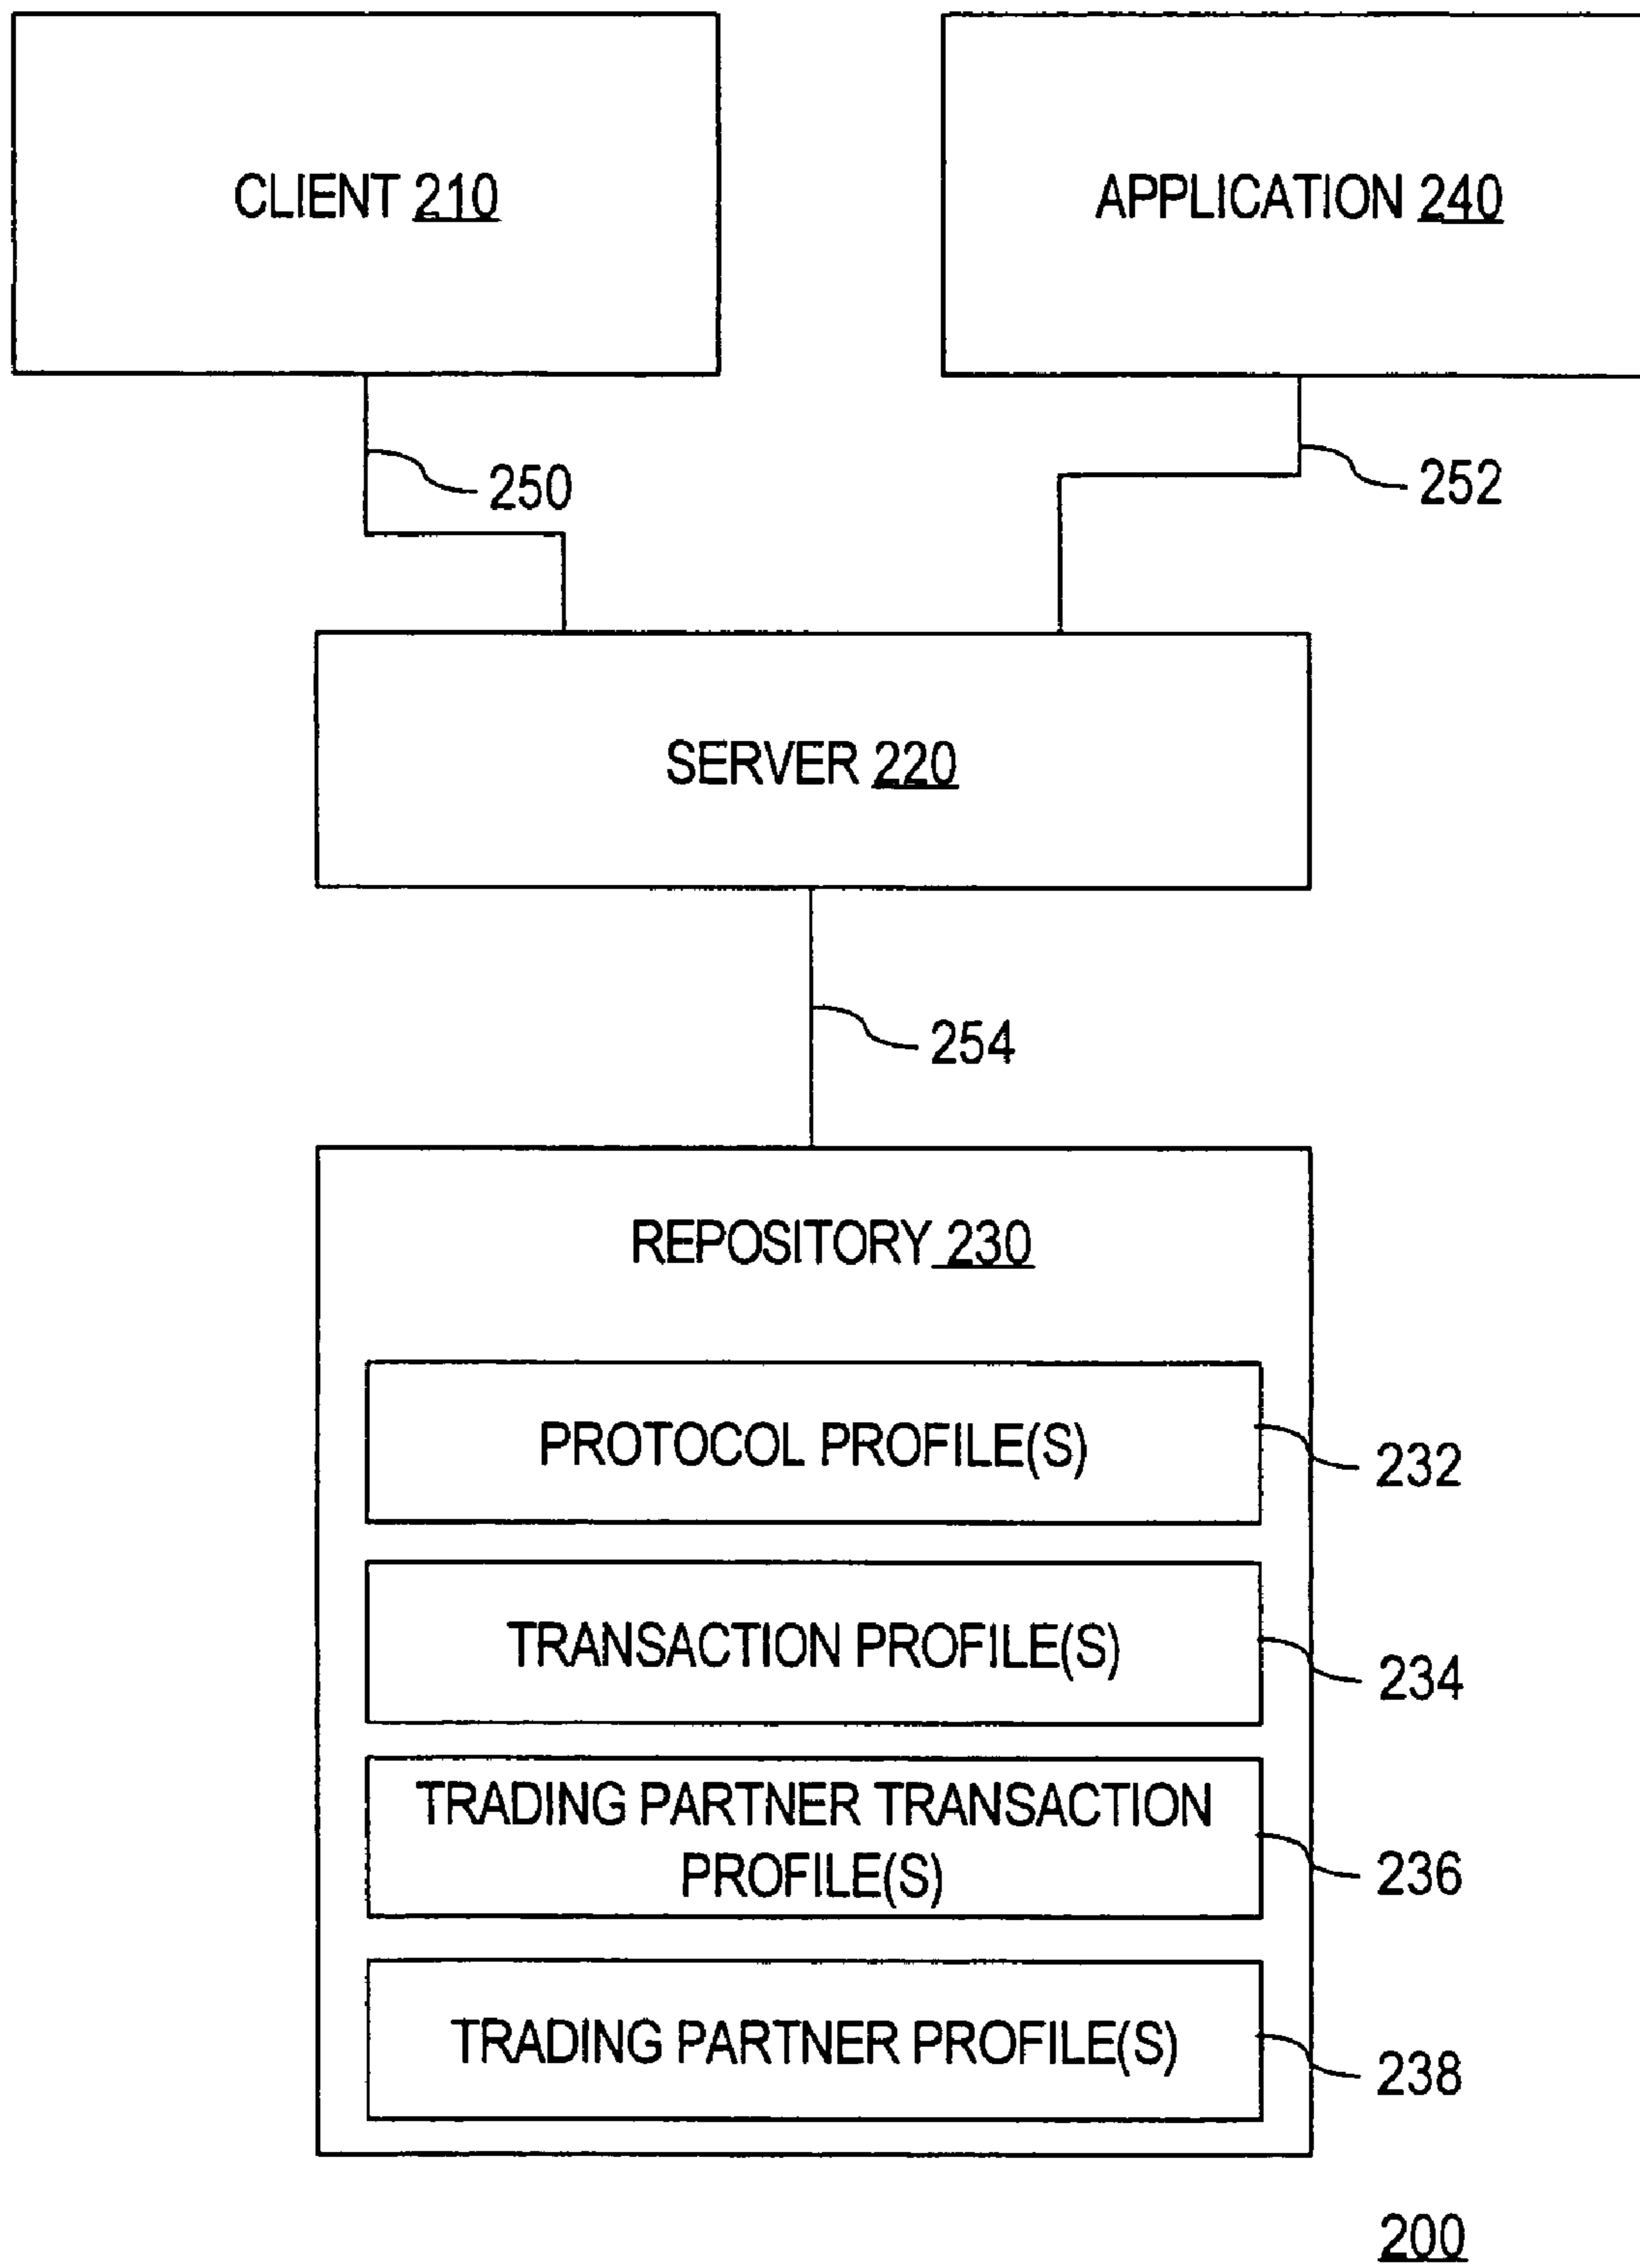 CLIENT 210
APPLICATION 240
250
252
SERVER 220
254
REPOSITORY 230
PROTOCOL PROFILE(S)
232
TRANSACTION PROFILE(S)
234
TRADING PARTNER TRANSACTION
PROFILE(S)
236
TRADING PARTNER PROFILE(S)
238
200